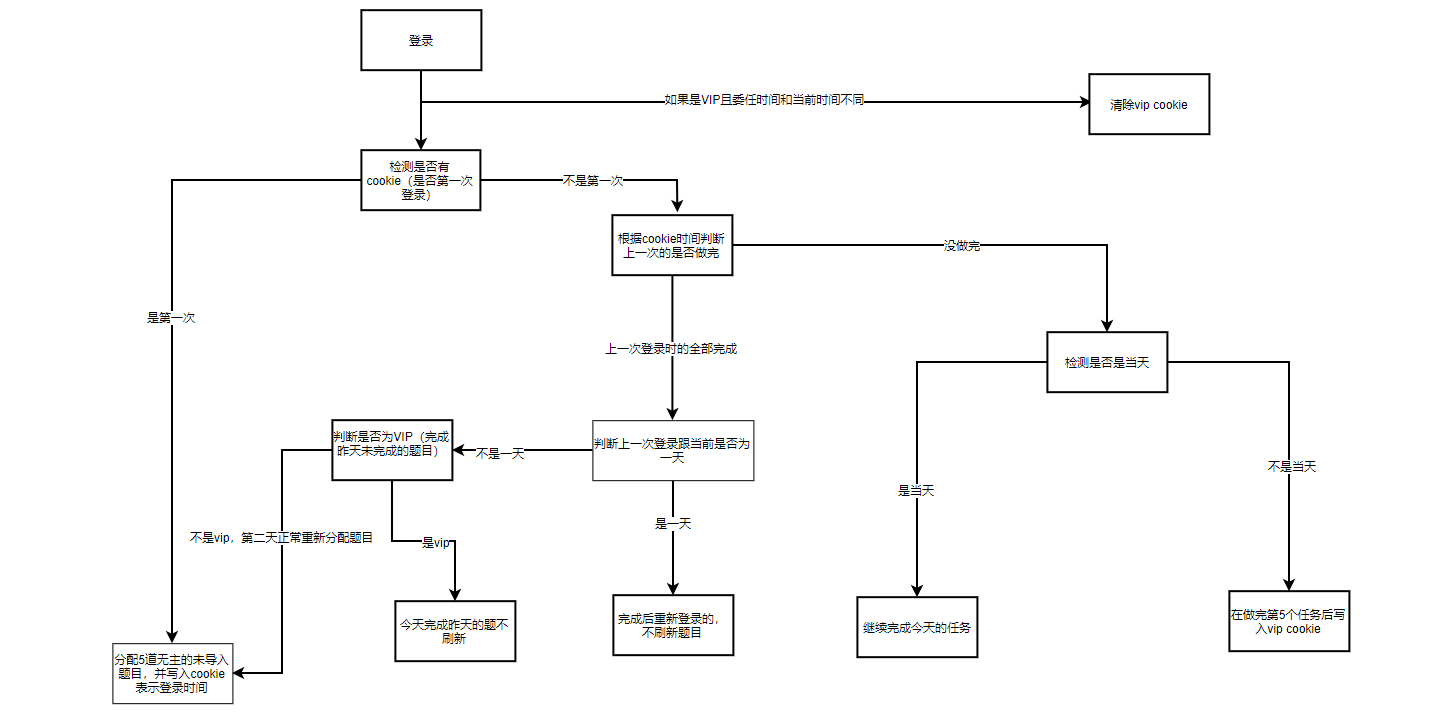 登录
如果是VIP且委任时间和当前时间不同
清除vip cookie
检测是否有
cookie（是否第一次
登录）
不是第一次
根据cookie时间判断
上一次的是否做完
没做完
是第一次
上一次登录时的全部完成
检测是否是当天
判断是否为VIP（完成
昨天未完成的题目）
不是一天
判断上一次登录跟当前是否为
一天
是当天
不是当天
是一天
不是vip，第二天正常重新分配题目
是vip
今天完成昨天的题不
刷新
完成后重新登录的，
不刷新题目
继续完成今天的任务
在做完第5个任务后写
入vip cookie
分配5道无主的未导入
题目，并写入cookie
表示登录时间